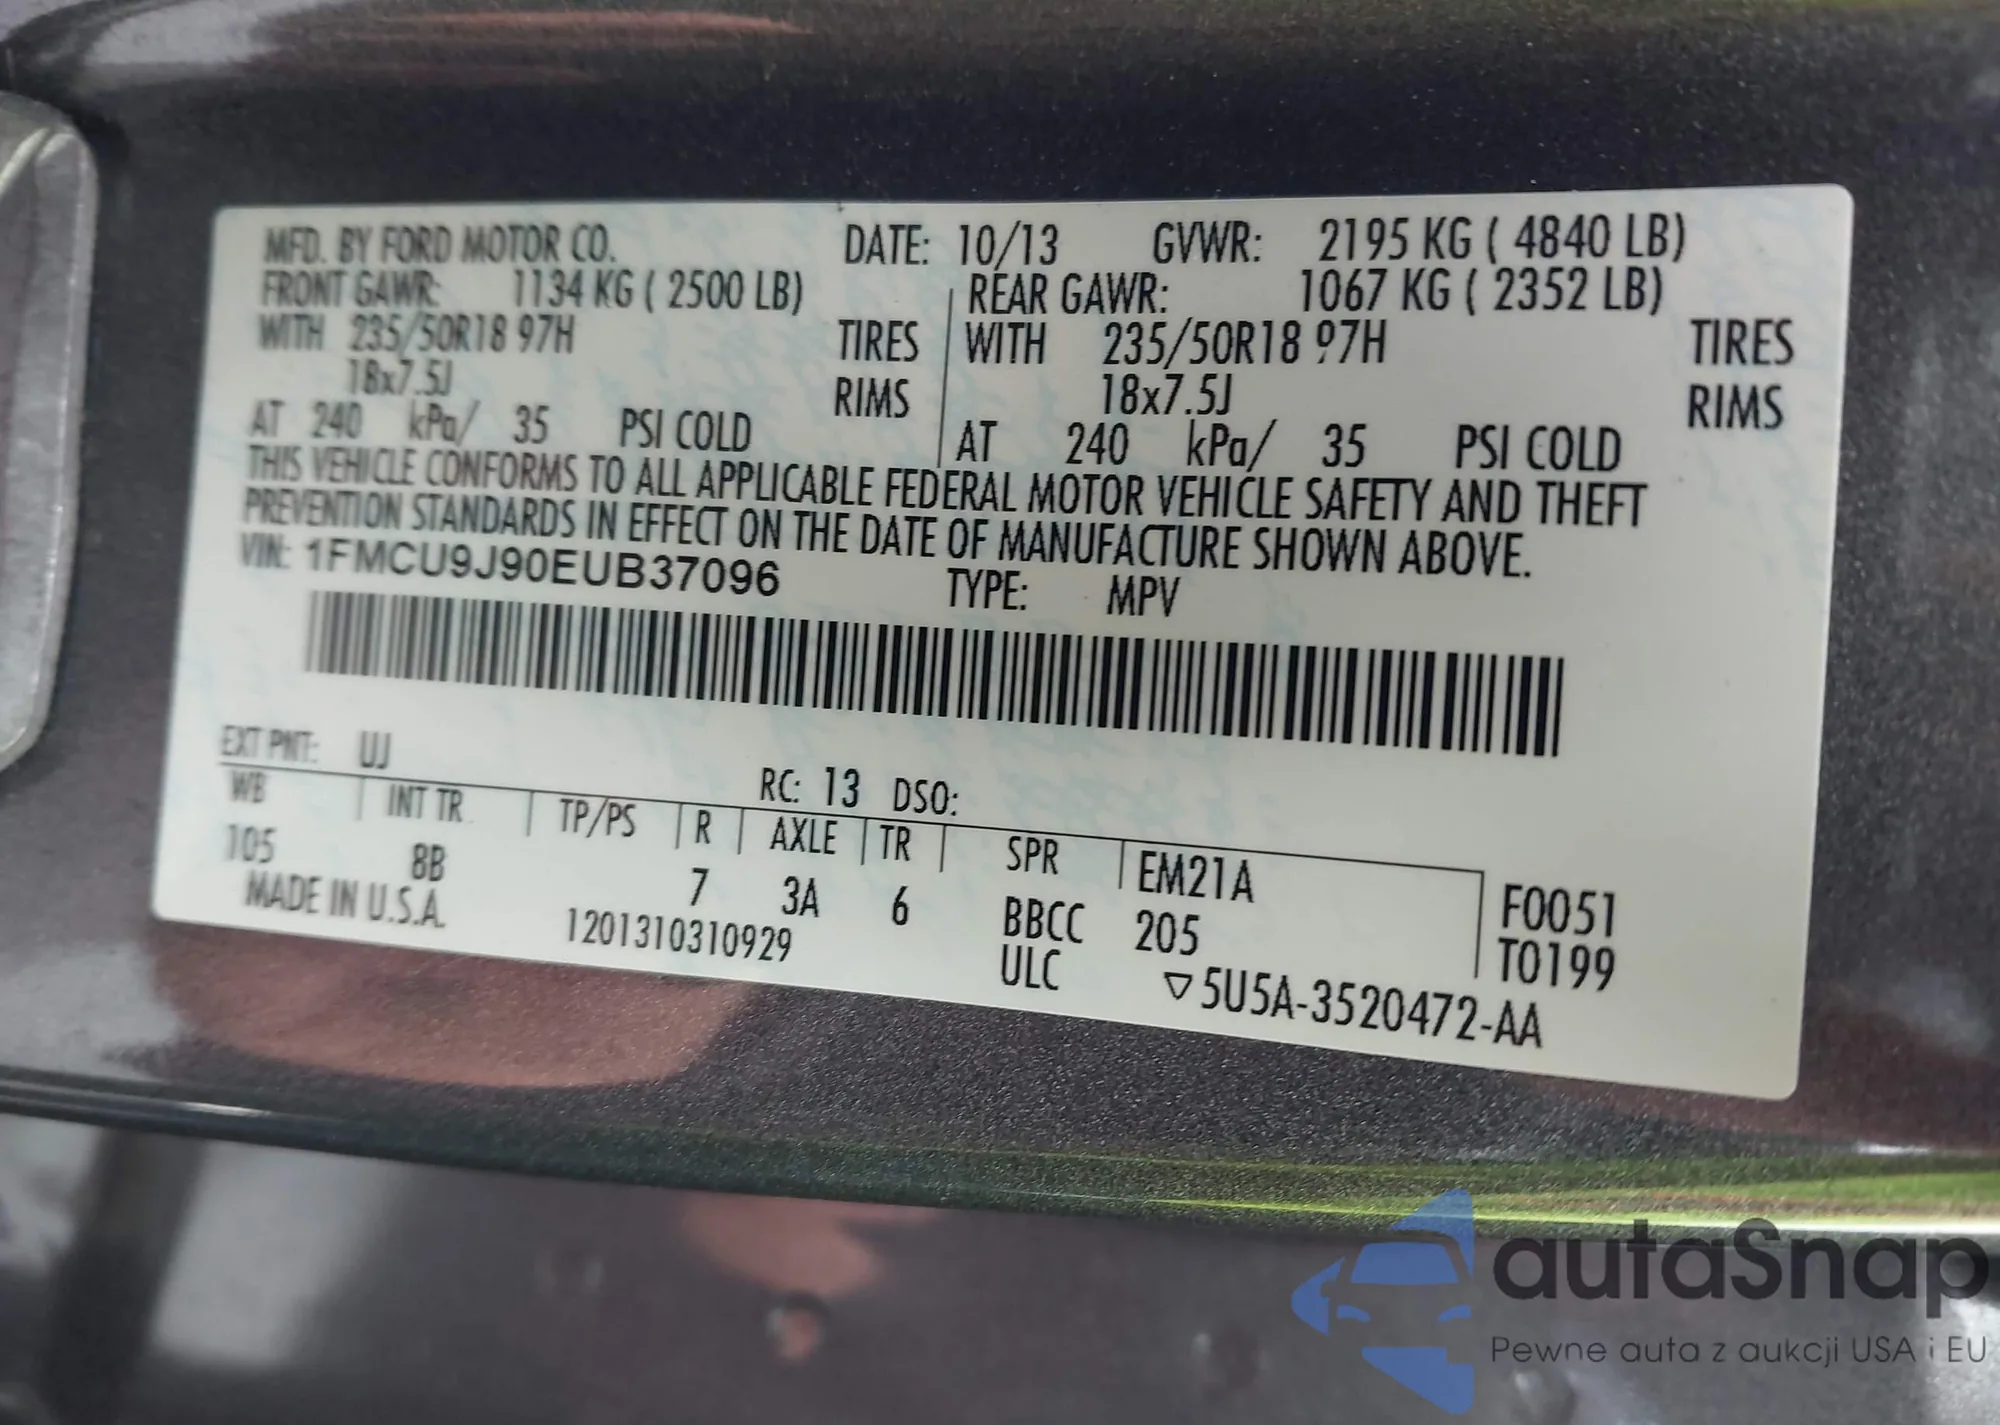 MFD. BY FORD MOTOR CO. DATE: 10/13 GVWR: 2195 KG ( 4840 LB)
FRONT GAWR: 1134 KG ( 2500 LB) REAR GAWR: 1067 KG ( 2352 LB)
WITH 235/50R18 97H TIRES WITH 235/50R18 97H TIRES
18x7.5J RIMS 18x7.5J RIMS
AT 240 kPa/ 35 PSI COLD AT 240 kPa/ 35 PSI COLD
THIS VEHICLE CONFORMS TO ALL APPLICABLE FEDERAL MOTOR VEHICLE SAFETY AND THEFT
PREVENTION STANDARDS IN EFFECT ON THE DATE OF MANUFACTURE SHOWN ABOVE.
VIN: 1FMCU9J90EUB37096 TYPE: MPV
EXT PNT: UJ RC: 13 DSO:
WB INT TR TP/PS R AXLE TR SPR EM21A F0051
105 8B 7 3A 6 BBCC 205 T0199
MADE IN U.S.A. 1201310310929 ULC ▽5U5A-3520472-AA
autaSnap
Pewne auta z aukcji USA i EU